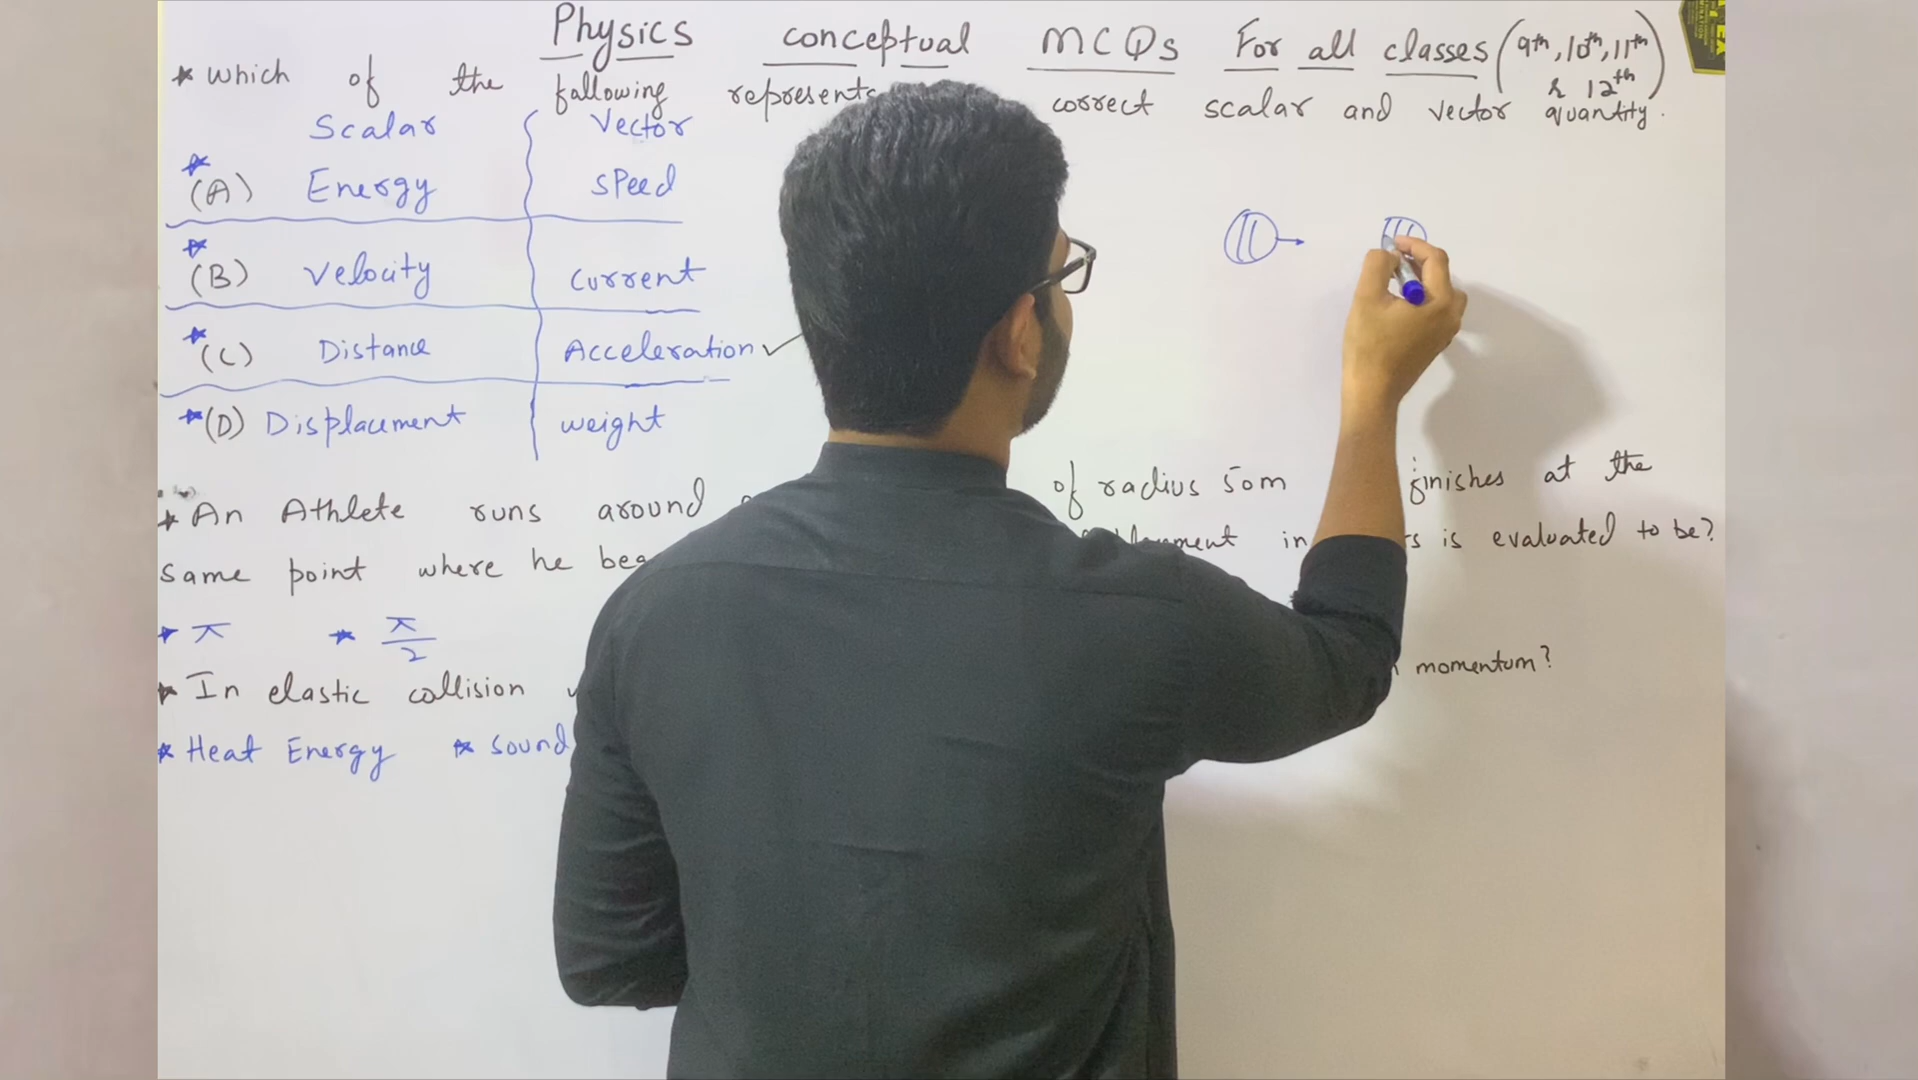 Physics conceptual MCQs For all classes (9th, 10th, 11th & 12th)
* which of the following represents correct scalar and vector quantity.
Scalar Vector
(A) Energy speed
(B) Velocity Current
(C) Distance Acceleration ✓
(D) Displacement weight
* An Athlete runs around of radius 50m finishes at the
same point where he in is evaluated to be?
* π * π/2
* In elastic collision momentum?
* Heat Energy * Sound